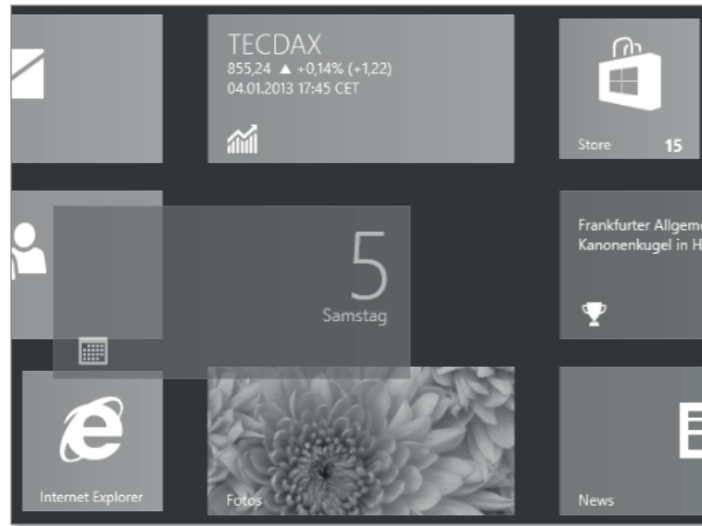 TECDAX
855,24 ▲ +0,14% (+1,22)
04.01.2013 17:45 CET
Store 15
Frankfurter Allgem
Kanonenkugel in H
5
Samstag
Internet Explorer
Fotos
News